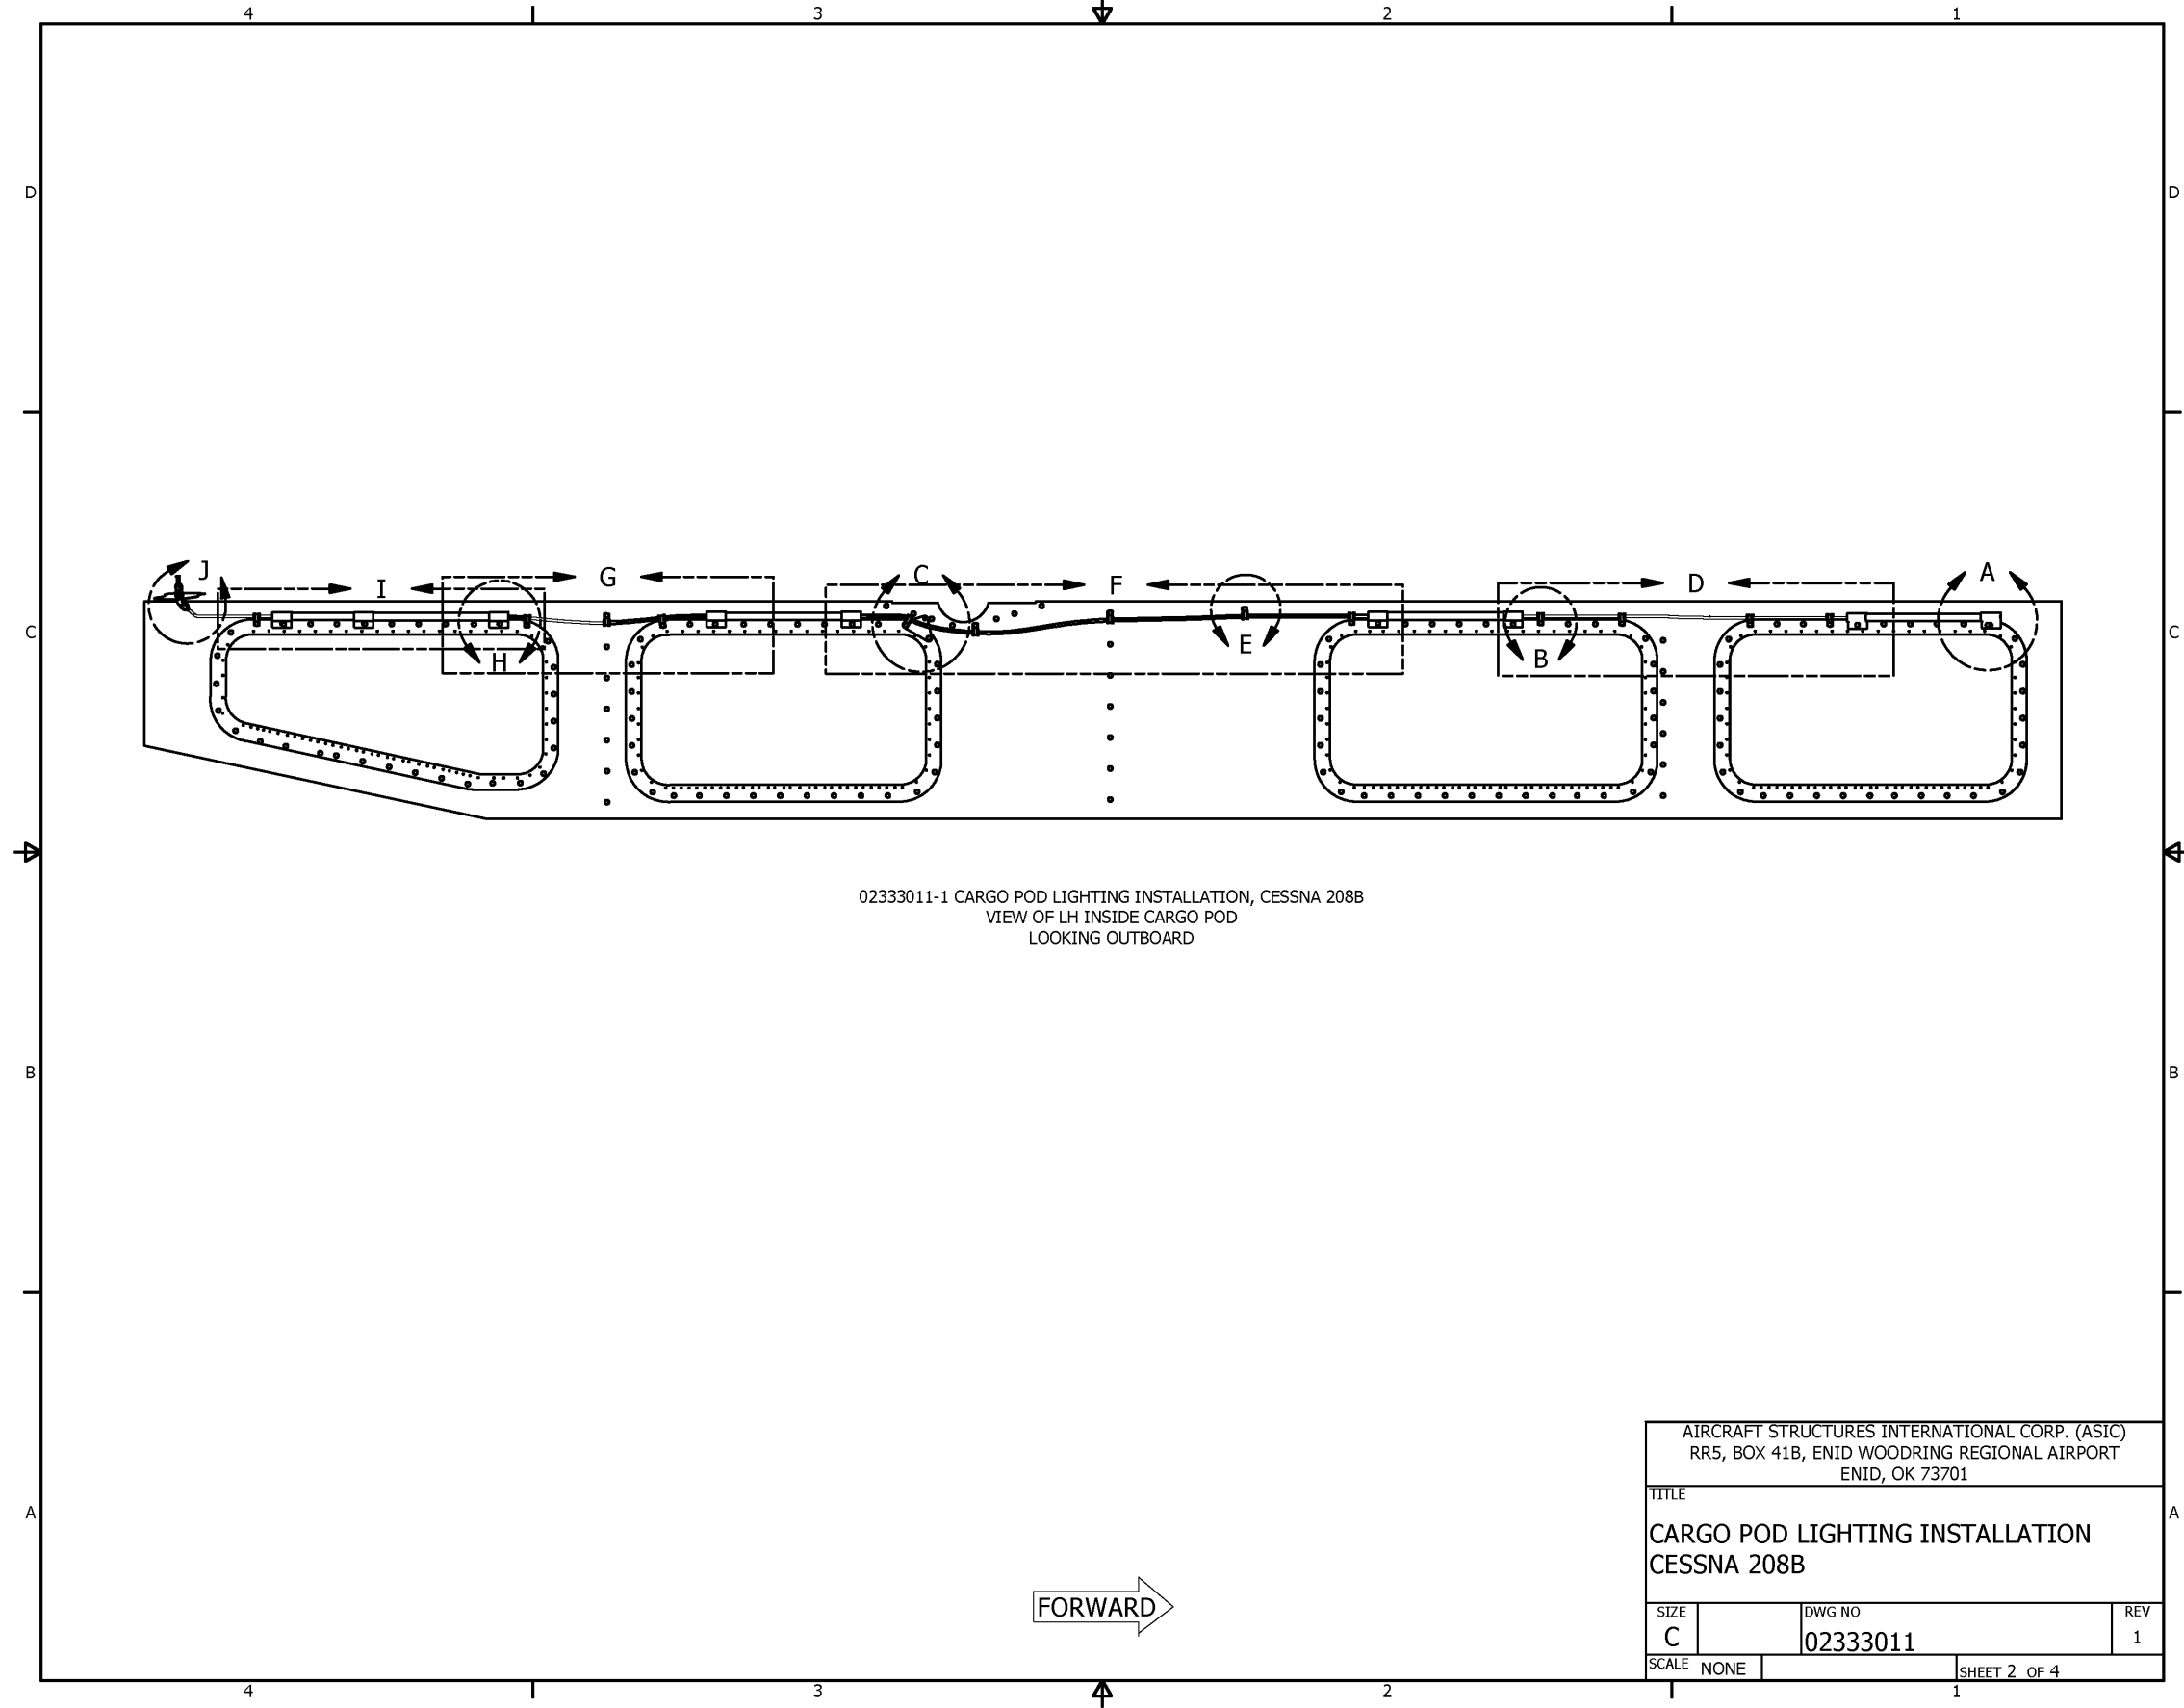 4 3 2 1
D D
J I G C F D A
H E B
C C
02333011-1 CARGO POD LIGHTING INSTALLATION, CESSNA 208B
VIEW OF LH INSIDE CARGO POD
LOOKING OUTBOARD
B B
AIRCRAFT STRUCTURES INTERNATIONAL CORP. (ASIC)
RR5, BOX 41B, ENID WOODRING REGIONAL AIRPORT
ENID, OK 73701
TITLE
A A
CARGO POD LIGHTING INSTALLATION
CESSNA 208B
FORWARD
SIZE DWG NO REV
C 02333011 1
SCALE NONE SHEET 2 OF 4
4 3 2 1